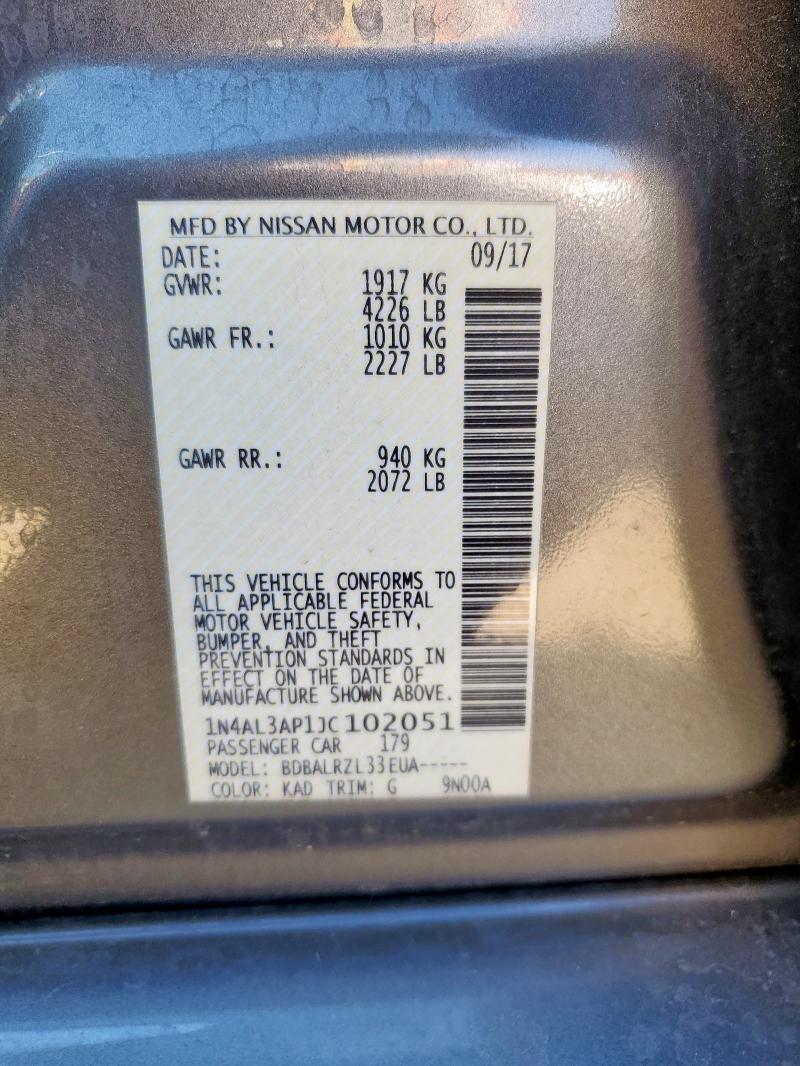 MFD BY NISSAN MOTOR CO., LTD.
DATE: 09/17
GVWR: 1917 KG
4226 LB
GAWR FR.: 1010 KG
2227 LB
GAWR RR.: 940 KG
2072 LB
THIS VEHICLE CONFORMS TO
ALL APPLICABLE FEDERAL
MOTOR VEHICLE SAFETY,
BUMPER, AND THEFT
PREVENTION STANDARDS IN
EFFECT ON THE DATE OF
MANUFACTURE SHOWN ABOVE.
1N4AL3AP1JC102051
PASSENGER CAR 179
MODEL: BDBALRZL33EUA-----
COLOR: KAD TRIM: G 9N00A